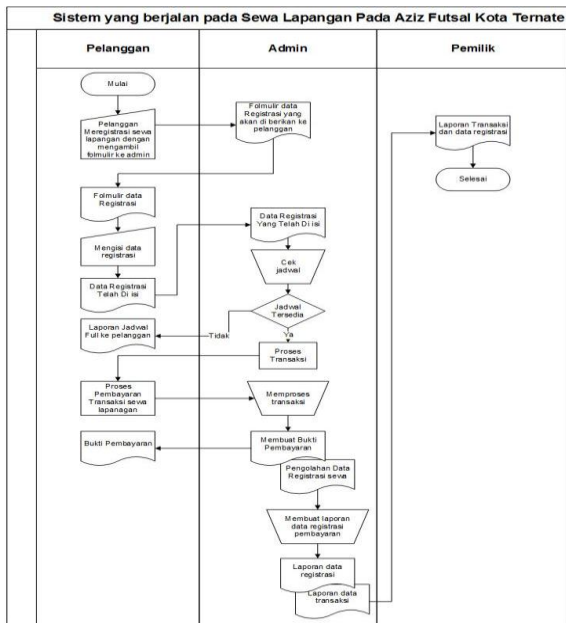 Sistem yang berjalan pada Sewa Lapangan Pada Aziz Futsal Kota Ternate
Pelanggan
Admin
Pemilik
Mulai
Pelanggan
Meregistrasi sewa
lapangan dengan
mengambil
folmulir ke admin
Folmulir data
Registrasi yang
akan di berikan ke
pelanggan
Laporan Transaksi
dan data registrasi
Selesai
Folmulir data
Registrasi
Mengisi data
registrasi
Data Registrasi
Telah Di isi
Data Registrasi
Yang Telah Di isi
Cek
jadwal
Jadwal
Tersedia
Tidak
Ya
Laporan Jadwal
Full ke pelanggan
Proses
Transaksi
Proses
Pembayaran
Transaksi sewa
lapanagan
Memproses
transaksi
Bukti Pembayaran
Membuat Bukti
Pembayaran
Pengolahan Data
Registrasi sewa
Membuat laporan
data registrasi
pembayaran
Laporan data
registrasi
Laporan data
transaksi